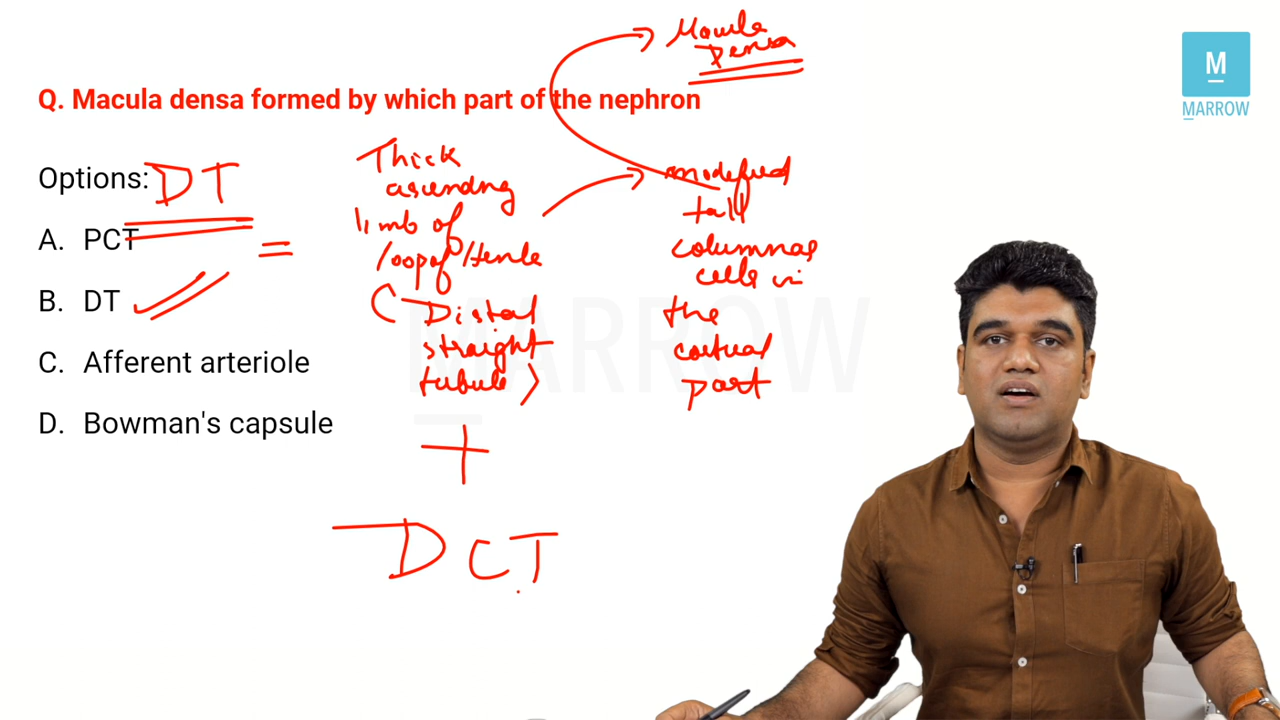 Macula
Densa
M
MARROW
Q. Macula densa formed by which part of the nephron
Options:
DT
A. PCT
B. DT
C. Afferent arteriole
D. Bowman's capsule
=
Thick
ascending
limb of
loop of Henle
(Distal
straight
tubule)
+
DCT
modified
tall
columnar
cells in
the
cortical
part
MARROW